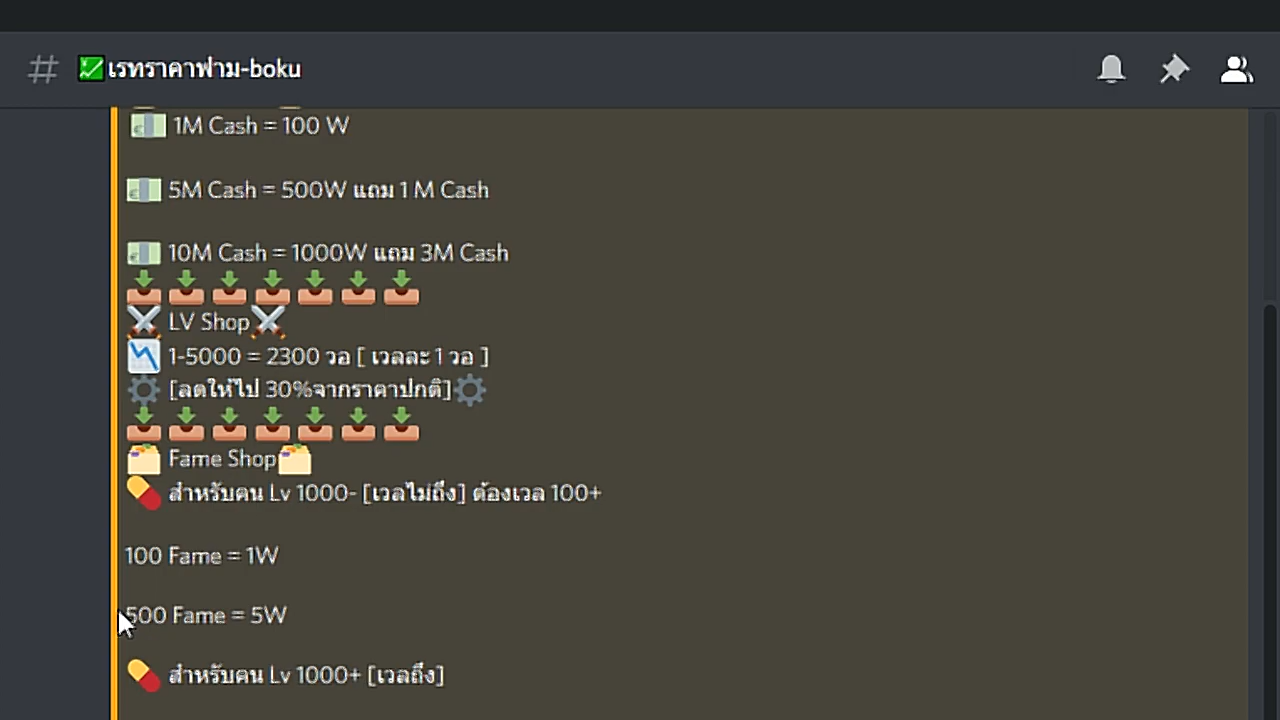 # เรทราคาฟาม-boku
1M Cash = 100 W
5M Cash = 500W แถม 1 M Cash
10M Cash = 1000W แถม 3M Cash
LV Shop
1-5000 = 2300 วอ [ เวลละ 1 วอ ]
[ลดให้ไป 30%จากราคาปกติ]
Fame Shop
สำหรับคน Lv 1000- [เวลไม่ถึง] ต้องเวล 100+
100 Fame = 1W
500 Fame = 5W
สำหรับคน Lv 1000+ [เวลถึง]